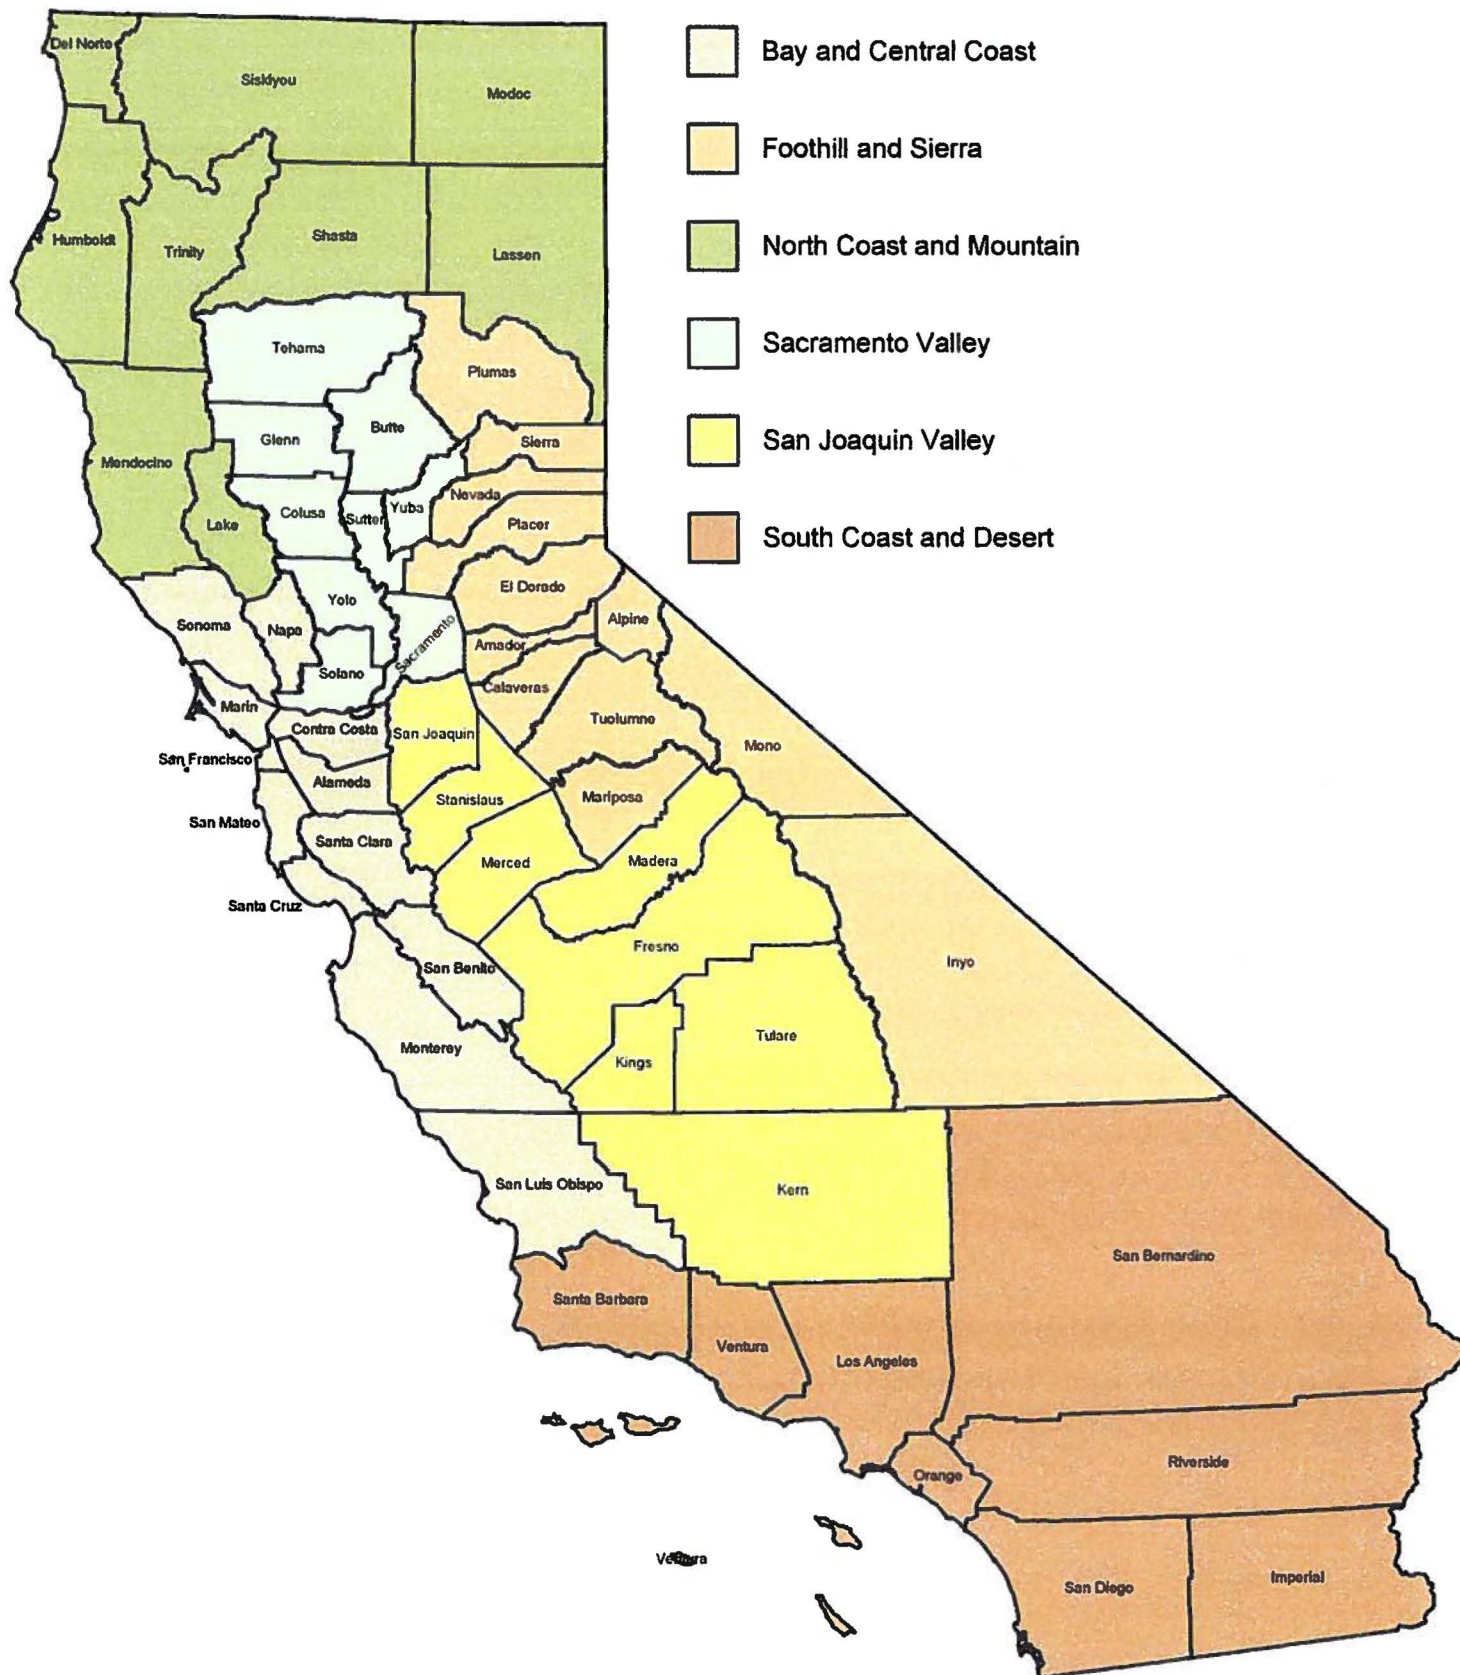 Bay and Central Coast
Foothill and Sierra
North Coast and Mountain
Sacramento Valley
San Joaquin Valley
South Coast and Desert
Del Norte
Siskiyou
Modoc
Humboldt
Trinity
Shasta
Lassen
Tehama
Plumas
Glenn
Butte
Sierra
Mendocino
Lake
Colusa
Sutter
Yuba
Nevada
Placer
El Dorado
Sonoma
Napa
Yolo
Solano
Sacramento
Amador
Alpine
Calaveras
Marin
Contra Costa
San Joaquin
Tuolumne
Mono
San Francisco
Alameda
Stanislaus
Mariposa
San Mateo
Santa Clara
Merced
Madera
Santa Cruz
San Benito
Fresno
Inyo
Monterey
Kings
Tulare
San Luis Obispo
Kern
San Bernardino
Santa Barbara
Ventura
Los Angeles
Orange
Riverside
Ventura
San Diego
Imperial